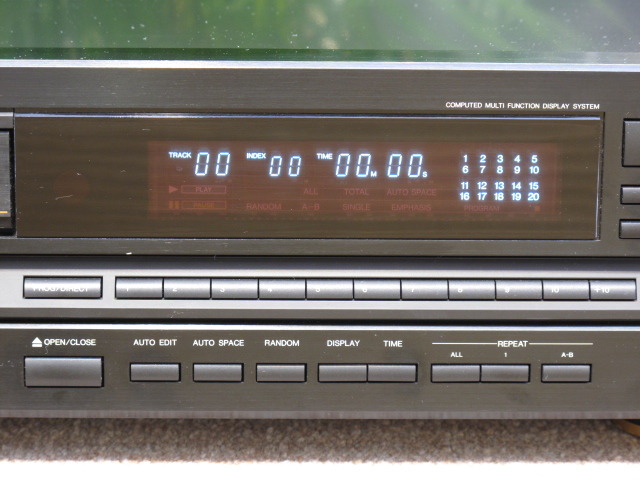 COMPUTED MULTI FUNCTION DISPLAY SYSTEM
TRACK 00 INDEX 00 TIME 00M 00S
1 2 3 4 5
6 7 8 9 10
11 12 13 14 15
16 17 18 19 20
PLAY ALL TOTAL AUTO SPACE
PAUSE RANDOM A-B SINGLE EMPHASIS
PROGRAM
PROG/DIRECT 1 2 3 4 5 6 7 8 9 10 +10
OPEN/CLOSE AUTO EDIT AUTO SPACE RANDOM DISPLAY TIME REPEAT
ALL 1 A-B